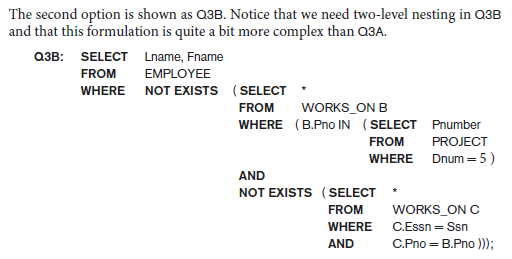 The second option is shown as Q3B. Notice that we need two-level nesting in Q3B
and that this formulation is quite a bit more complex than Q3A.
Q3B: SELECT Lname, Fname
FROM EMPLOYEE
WHERE NOT EXISTS ( SELECT *
FROM WORKS_ON B
WHERE ( B.Pno IN ( SELECT Pnumber
FROM PROJECT
WHERE Dnum = 5 )
AND
NOT EXISTS ( SELECT *
FROM WORKS_ON C
WHERE C.Essn = Ssn
AND C.Pno = B.Pno )));